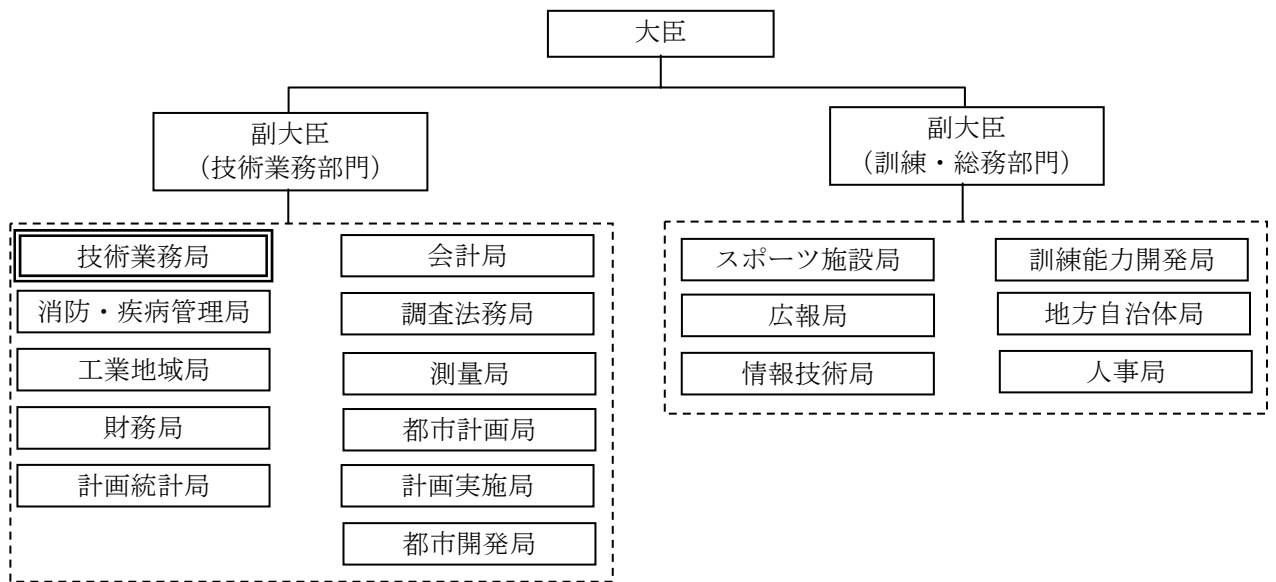 大臣
副大臣
（技術業務部門）
副大臣
（訓練・総務部門）
技術業務局
消防・疾病管理局
工業地域局
財務局
計画統計局
会計局
調査法務局
測量局
都市計画局
計画実施局
都市開発局
スポーツ施設局
広報局
情報技術局
訓練能力開発局
地方自治体局
人事局